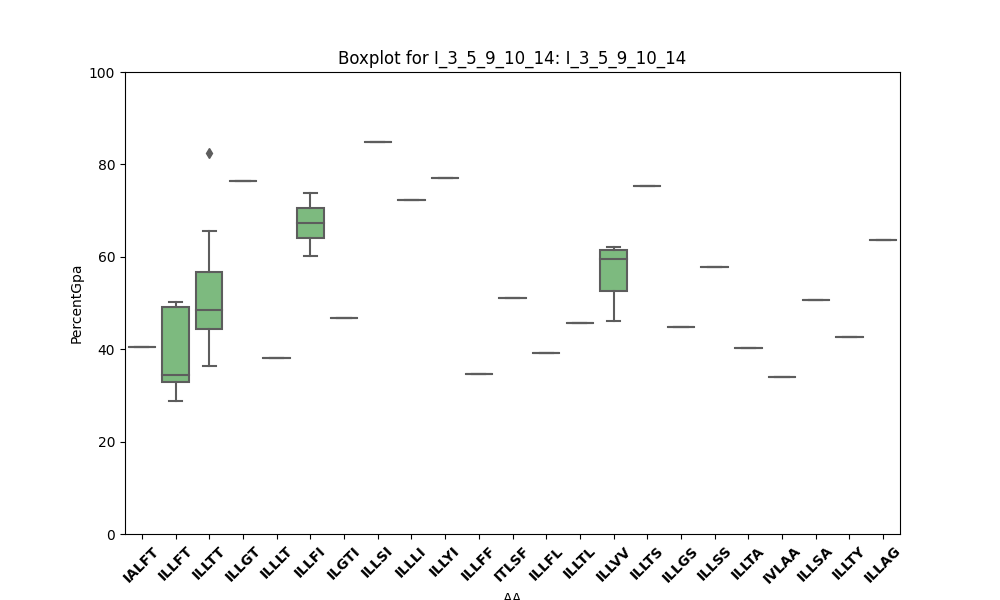 Boxplot for I_3_5_9_10_14: I_3_5_9_10_14
100
80
60
40
20
0
PercentGpa
IALFT
ILLFT
ILLTT
ILLGT
ILLLT
ILLFI
ILGTI
ILLSI
ILLLI
ILLYI
ILLFF
ITLSF
ILLFL
ILLTL
ILLVV
ILLTS
ILLGS
ILLSS
ILLTA
IVLAA
ILLSA
ILLTY
ILLAG
AA